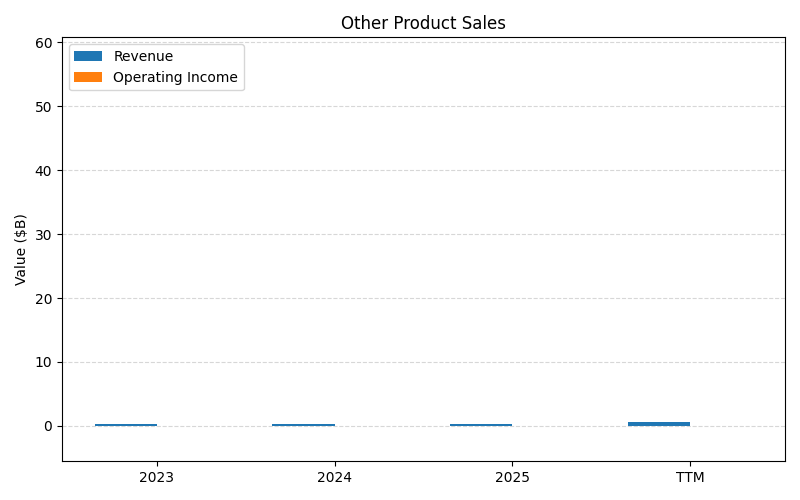 Other Product Sales
Revenue
Operating Income
Value ($B)
60
50
40
30
20
10
0
2023 2024 2025 TTM